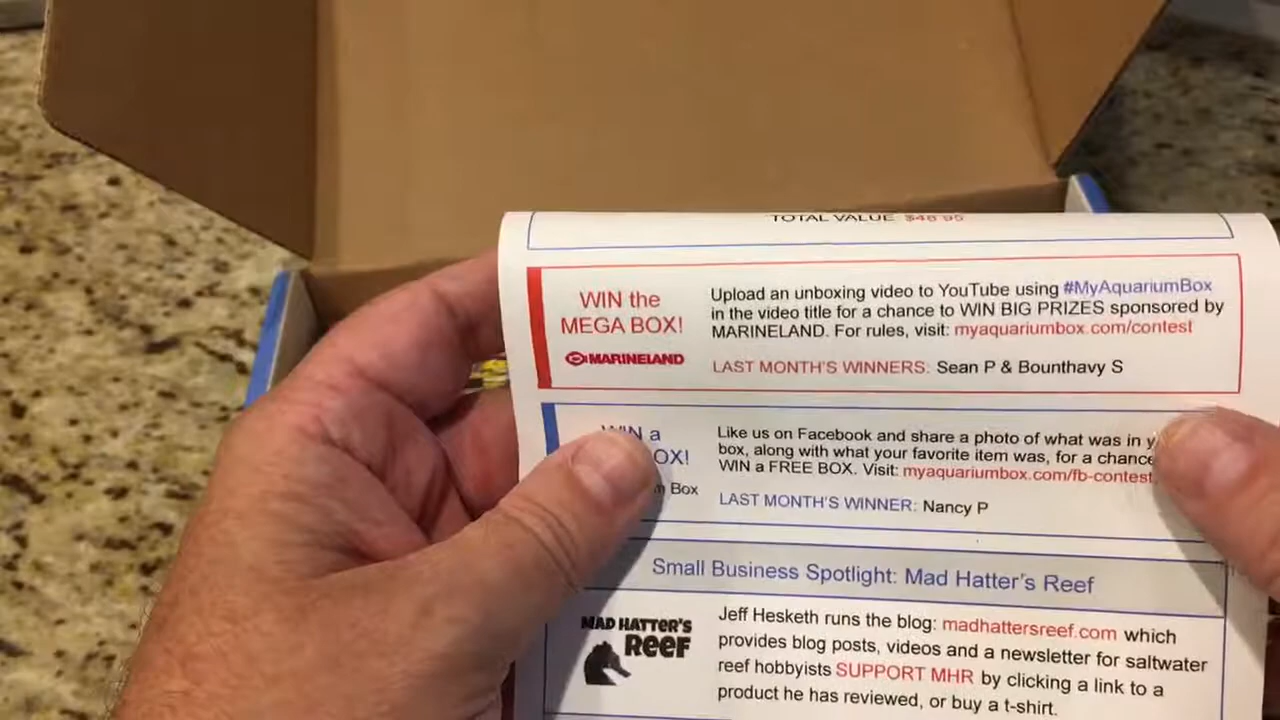 TOTAL VALUE $48.95
WIN the
MEGA BOX!
MARINELAND
Upload an unboxing video to YouTube using #MyAquariumBox
in the video title for a chance to WIN BIG PRIZES sponsored by
MARINELAND. For rules, visit: myaquariumbox.com/contest
LAST MONTH'S WINNERS: Sean P & Bounthavy S
WIN a
OX!
Box
Like us on Facebook and share a photo of what was in y
box, along with what your favorite item was, for a chance
WIN a FREE BOX. Visit: myaquariumbox.com/fb-contest
LAST MONTH'S WINNER: Nancy P
Small Business Spotlight: Mad Hatter's Reef
MAD HATTER'S
REEF
Jeff Hesketh runs the blog: madhattersreef.com which
provides blog posts, videos and a newsletter for saltwater
reef hobbyists SUPPORT MHR by clicking a link to a
product he has reviewed, or buy a t-shirt.